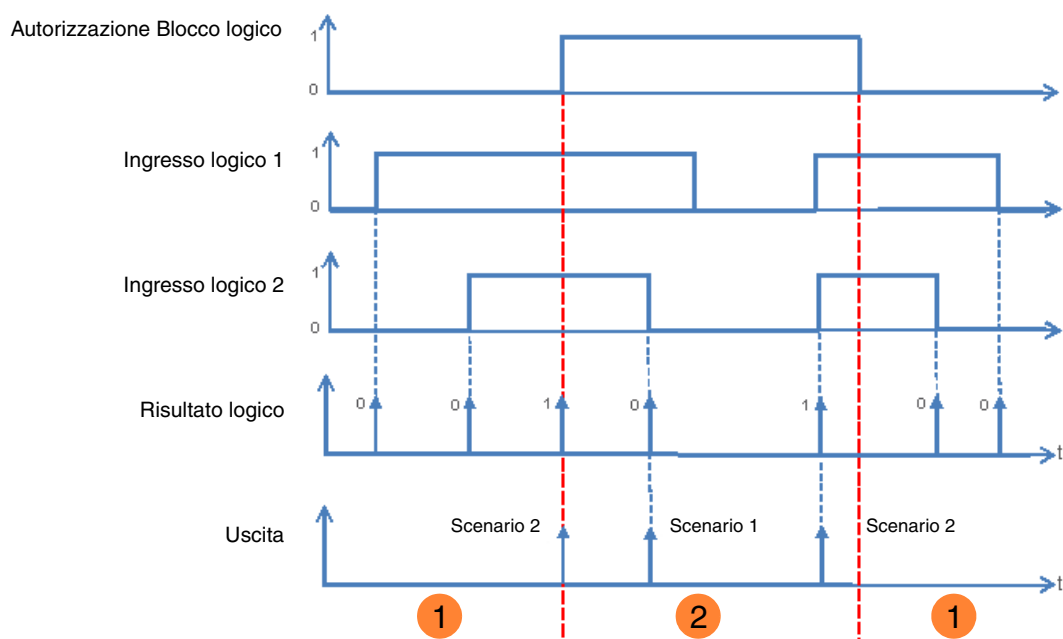 Autorizzazione Blocco logico
1
0
Ingresso logico 1
1
0
Ingresso logico 2
1
0
Risultato logico
0
0
1
0
1
0
0
t
Uscita
Scenario 2
Scenario 1
Scenario 2
t
1
2
1